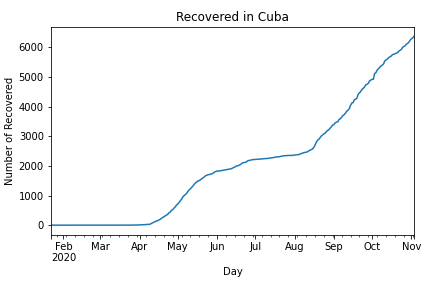 Recovered in Cuba
Number of Recovered
6000
5000
4000
3000
2000
1000
0
Feb Mar Apr May Jun Jul Aug Sep Oct Nov
2020
Day